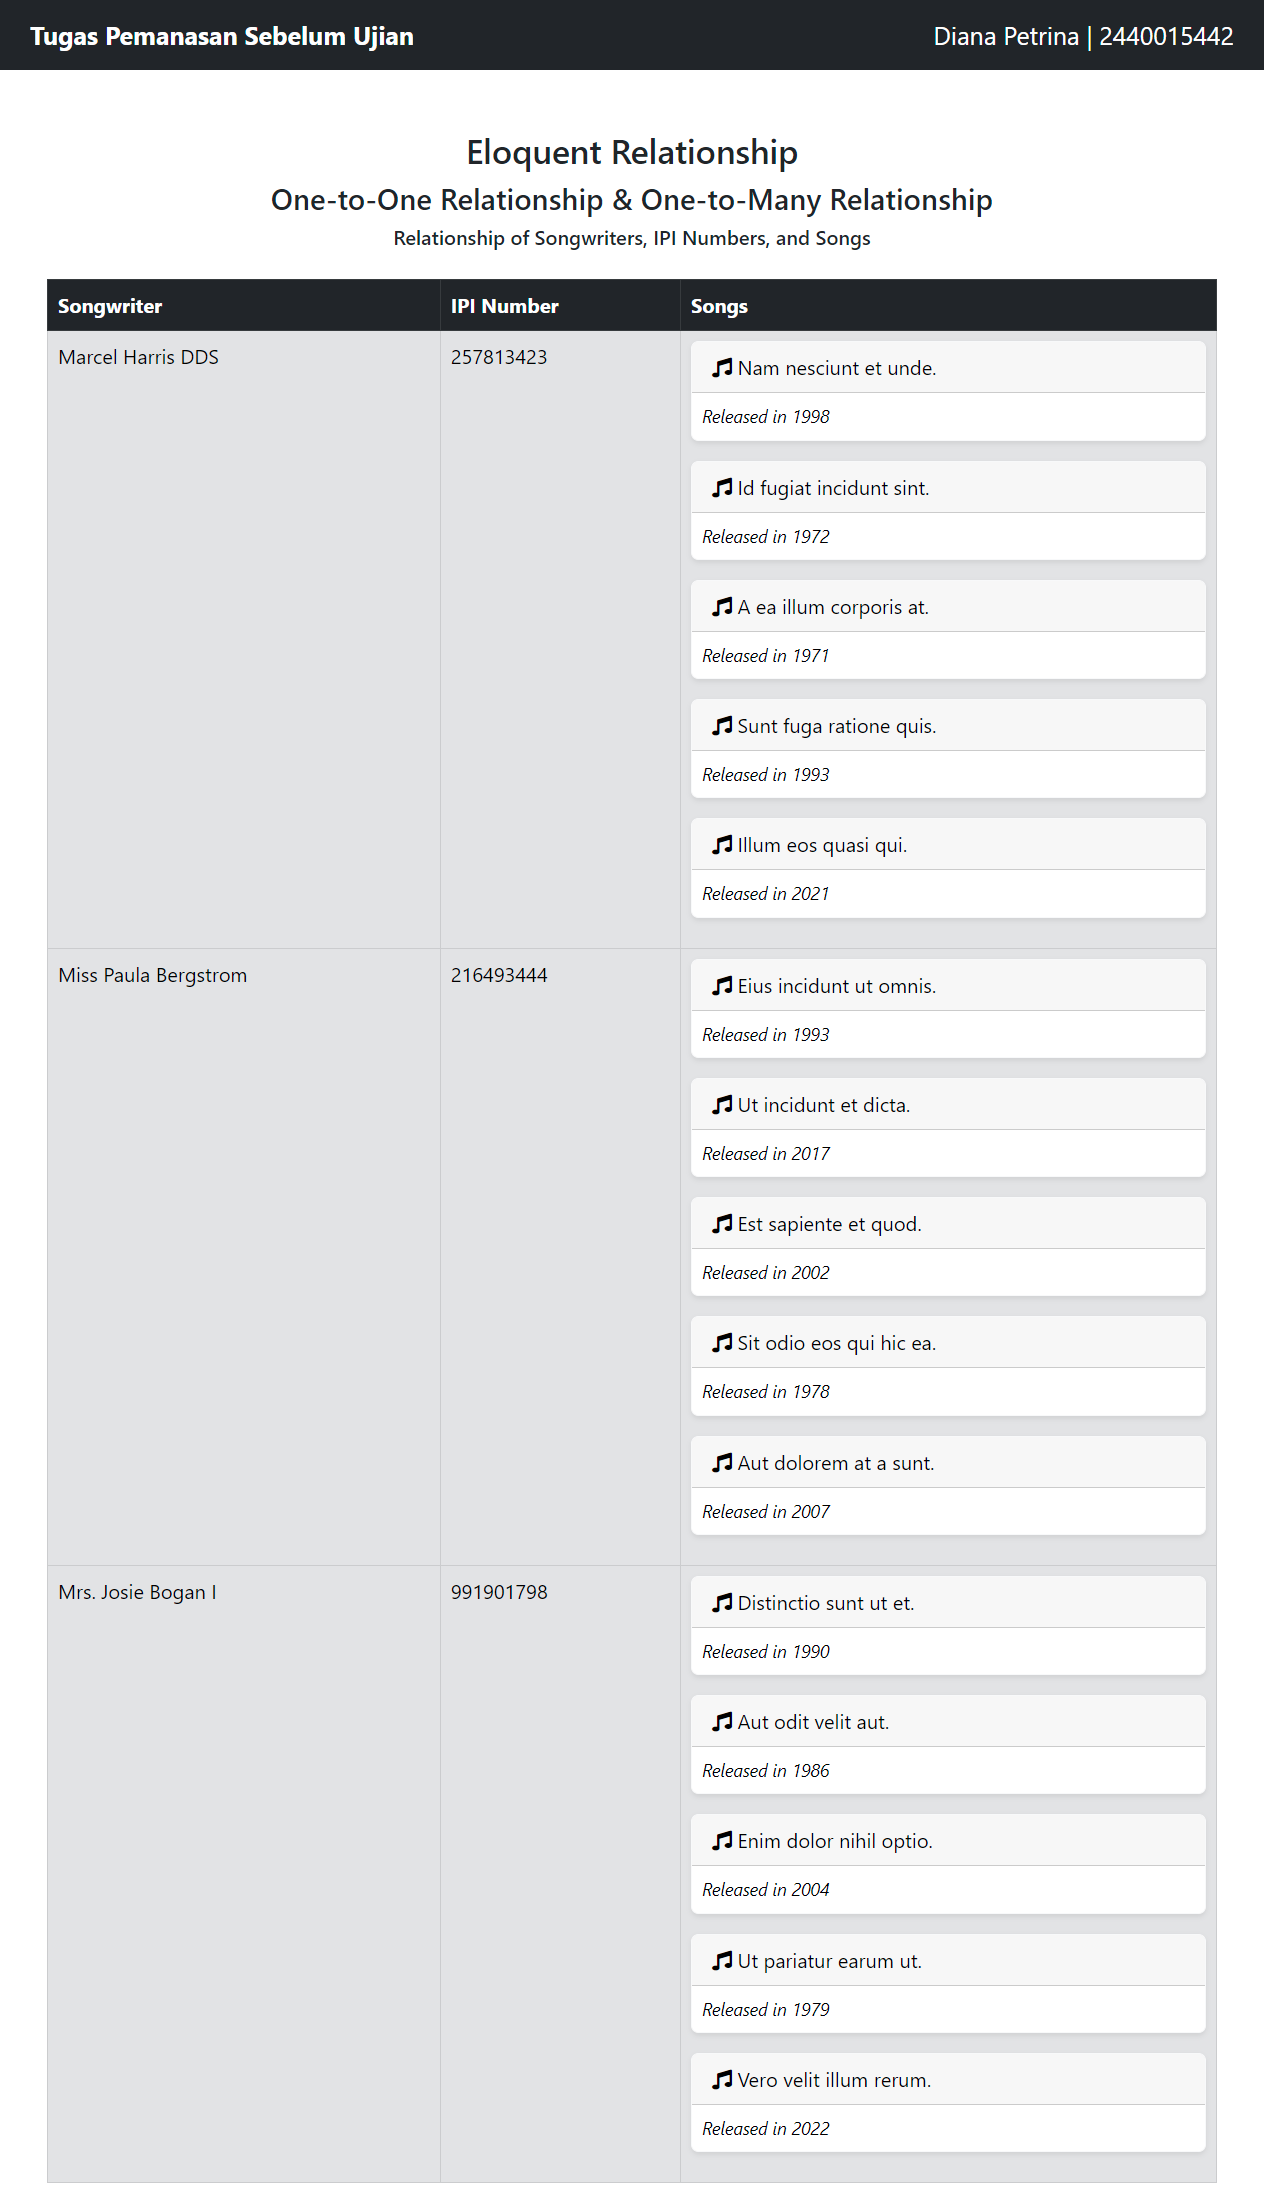 Tugas Pemanasan Sebelum Ujian
Diana Petrina | 2440015442
Eloquent Relationship
One-to-One Relationship & One-to-Many Relationship
Relationship of Songwriters, IPI Numbers, and Songs
Songwriter IPI Number Songs
Marcel Harris DDS 257813423 Nam nesciunt et unde.
Released in 1998
Id fugiat incidunt sint.
Released in 1972
A ea illum corporis at.
Released in 1971
Sunt fuga ratione quis.
Released in 1993
Illum eos quasi qui.
Released in 2021
Miss Paula Bergstrom 216493444 Eius incidunt ut omnis.
Released in 1993
Ut incidunt et dicta.
Released in 2017
Est sapiente et quod.
Released in 2002
Sit odio eos qui hic ea.
Released in 1978
Aut dolorem at a sunt.
Released in 2007
Mrs. Josie Bogan I 991901798 Distinctio sunt ut et.
Released in 1990
Aut odit velit aut.
Released in 1986
Enim dolor nihil optio.
Released in 2004
Ut pariatur earum ut.
Released in 1979
Vero velit illum rerum.
Released in 2022